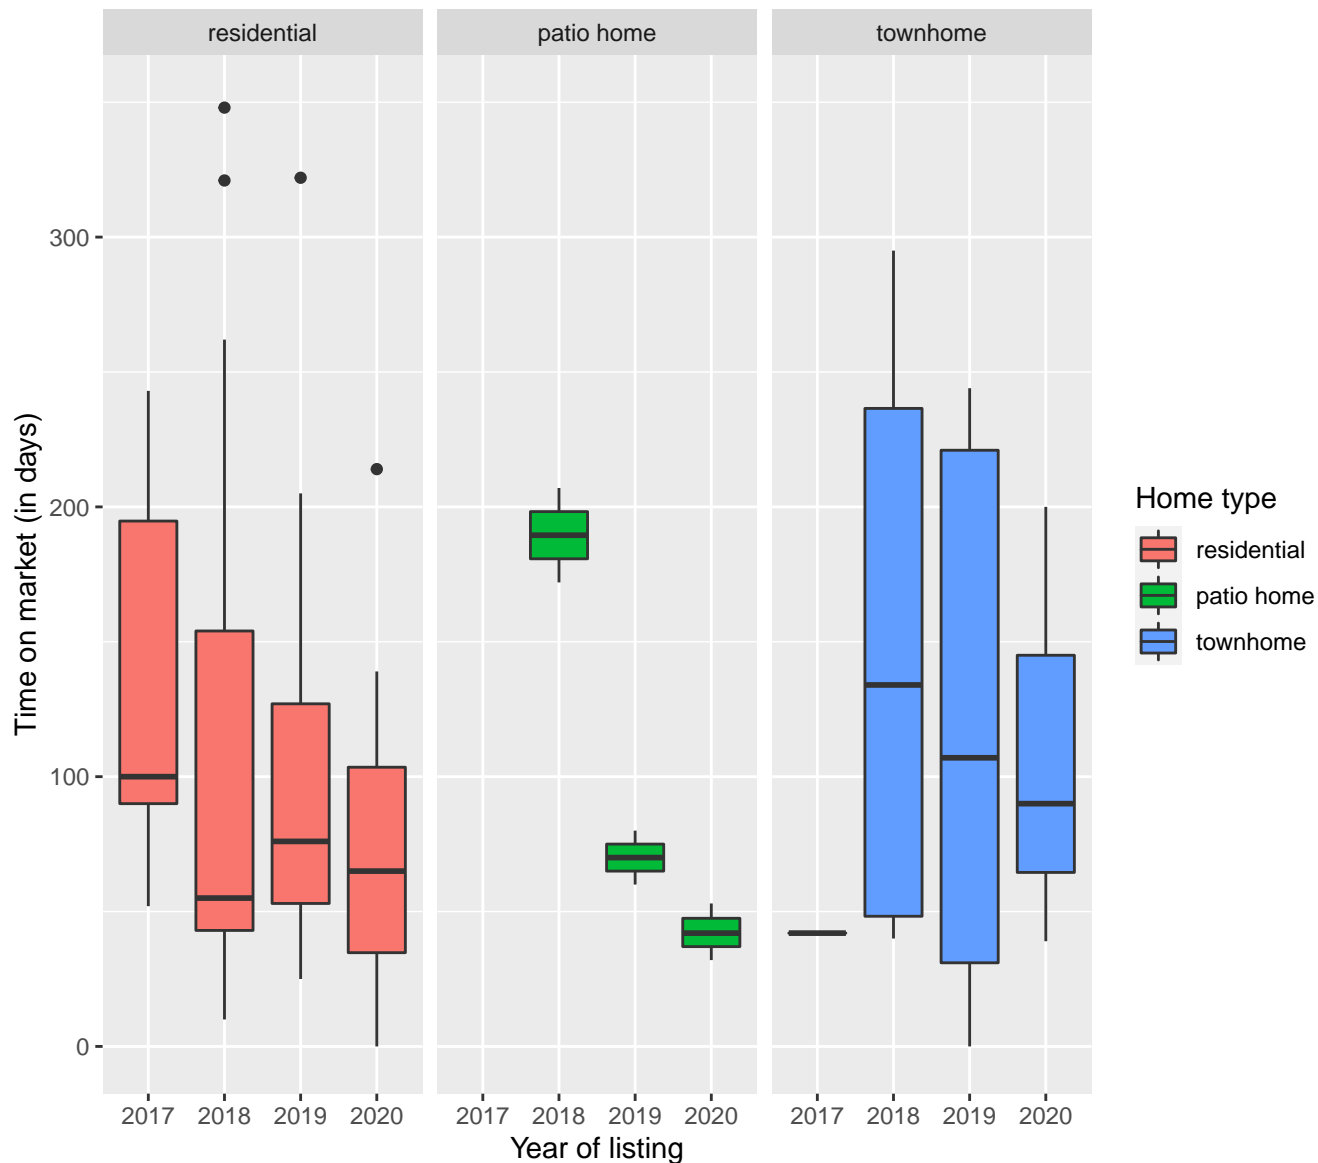 residential
patio home
townhome
Time on market (in days)
300
200
100
0
2017 2018 2019 2020
2017 2018 2019 2020
2017 2018 2019 2020
Year of listing
Home type
residential
patio home
townhome